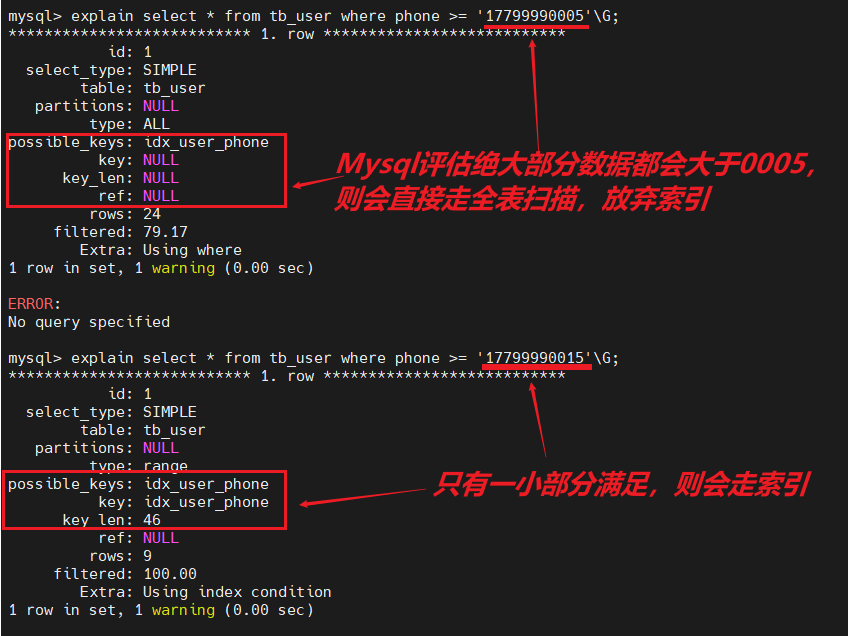 mysql> explain select * from tb_user where phone >= '17799990005'\G;
*************************** 1. row ***************************
id: 1
select_type: SIMPLE
table: tb_user
partitions: NULL
type: ALL
possible_keys: idx_user_phone
key: NULL
key_len: NULL
ref: NULL
Mysql评估绝大部分数据都会大于0005,
则会直接走全表扫描，放弃索引
rows: 24
filtered: 79.17
Extra: Using where
1 row in set, 1 warning (0.00 sec)
ERROR:
No query specified
mysql> explain select * from tb_user where phone >= '17799990015'\G;
*************************** 1. row ***************************
id: 1
select_type: SIMPLE
table: tb_user
partitions: NULL
type: range
possible_keys: idx_user_phone
key: idx_user_phone
key_len: 46
只有一小部分满足，则会走索引
ref: NULL
rows: 9
filtered: 100.00
Extra: Using index condition
1 row in set, 1 warning (0.00 sec)